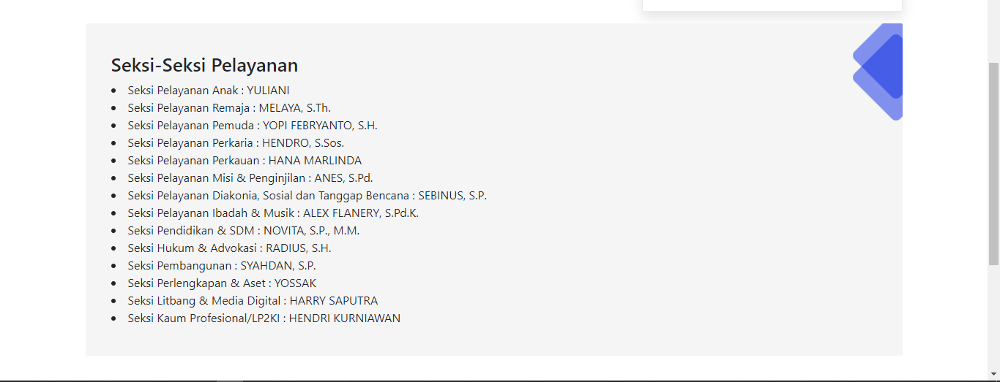 Seksi-Seksi Pelayanan
• Seksi Pelayanan Anak : YULIANI
• Seksi Pelayanan Remaja : MELAYA, S.Th.
• Seksi Pelayanan Pemuda : YOPI FEBRYANTO, S.H.
• Seksi Pelayanan Perkaria : HENDRO, S.Sos.
• Seksi Pelayanan Perkauan : HANA MARLINDA
• Seksi Pelayanan Misi & Penginjilan : ANES, S.Pd.
• Seksi Pelayanan Diakonia, Sosial dan Tanggap Bencana : SEBINUS, S.P.
• Seksi Pelayanan Ibadah & Musik : ALEX FLANERY, S.Pd.K.
• Seksi Pendidikan & SDM : NOVITA, S.P., M.M.
• Seksi Hukum & Advokasi : RADIUS, S.H.
• Seksi Pembangunan : SYAHDAN, S.P.
• Seksi Perlengkapan & Aset : YOSSAK
• Seksi Litbang & Media Digital : HARRY SAPUTRA
• Seksi Kaum Profesional/LP2KI : HENDRI KURNIAWAN